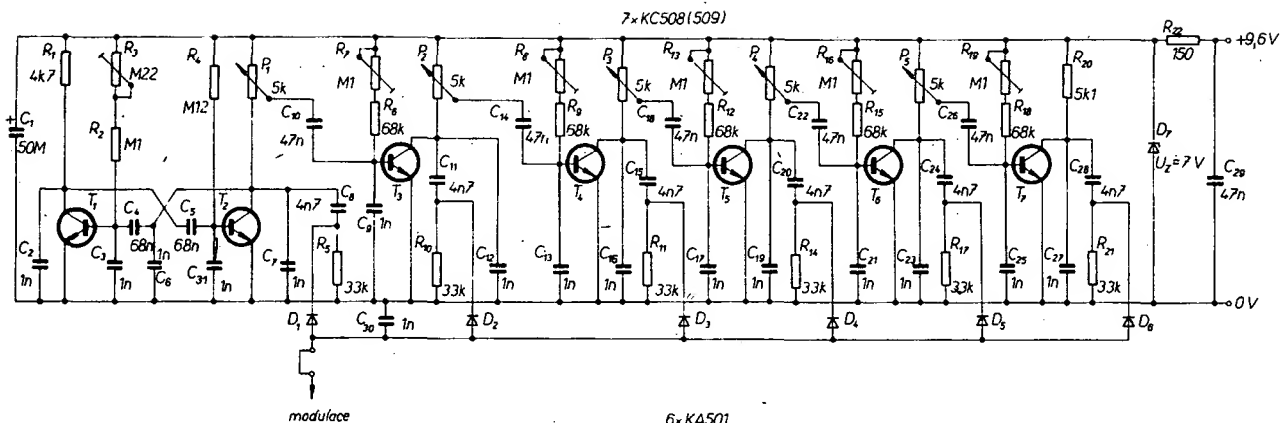 7×KC508(509)
R1
4k7
R3
M22
R2
M1
R4
M12
P1
5k
C10
47n
R7
M1
R6
68k
P2
5k
C14
47n
R8
M1
R9
68k
P3
5k
C18
47n
R13
M1
R12
68k
P4
5k
C22
47n
R16
M1
R15
68k
P5
5k
C26
47n
R19
M1
R18
68k
R20
5k1
R22
150
+9,6V
D7
UZ=7V
C29
47n
+
C1
50M
T1
C4
68n
C5
68n
T2
C2
1n
C3
1n
1n
C6
C31
1n
C7
1n
4n7
C8
R5
33k
T3
C9
1n
C11
4n7
R10
33k
C12
1n
T4
C13
1n
C15
4n7
C16
1n
R11
33k
T5
C17
1n
C20
4n7
C19
1n
R14
33k
T6
C21
1n
C24
4n7
C23
1n
R17
33k
T7
C25
1n
C28
4n7
C27
1n
R21
33k
0V
D1
C30
1n
D2
D3
D4
D5
D6
modulace
6×KA501